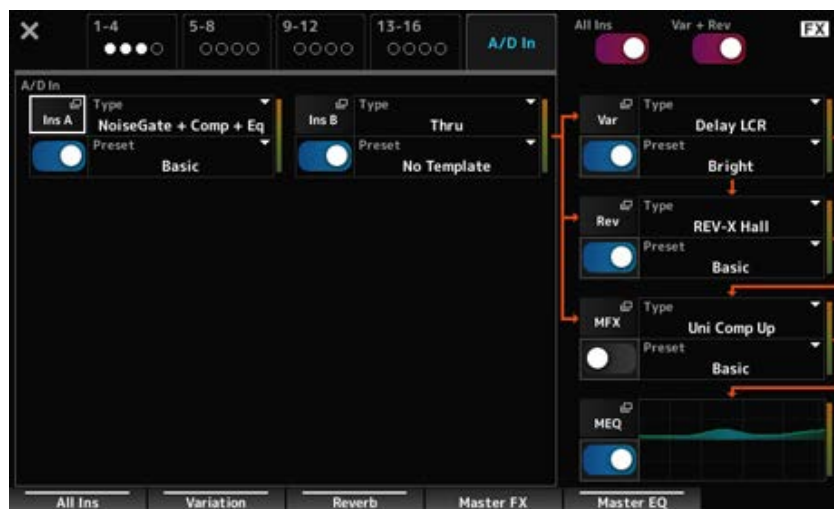 1-4 5-8 9-12 13-16 A/D In All Ins Var + Rev FX
A/D In
Ins A Type NoiseGate + Comp + Eq
Preset Basic
Ins B Type Thru
Preset No Template
Var Type Delay LCR
Preset Bright
Rev Type REV-X Hall
Preset Basic
MFX Type Uni Comp Up
Preset Basic
MEQ
All Ins Variation Reverb Master FX Master EQ